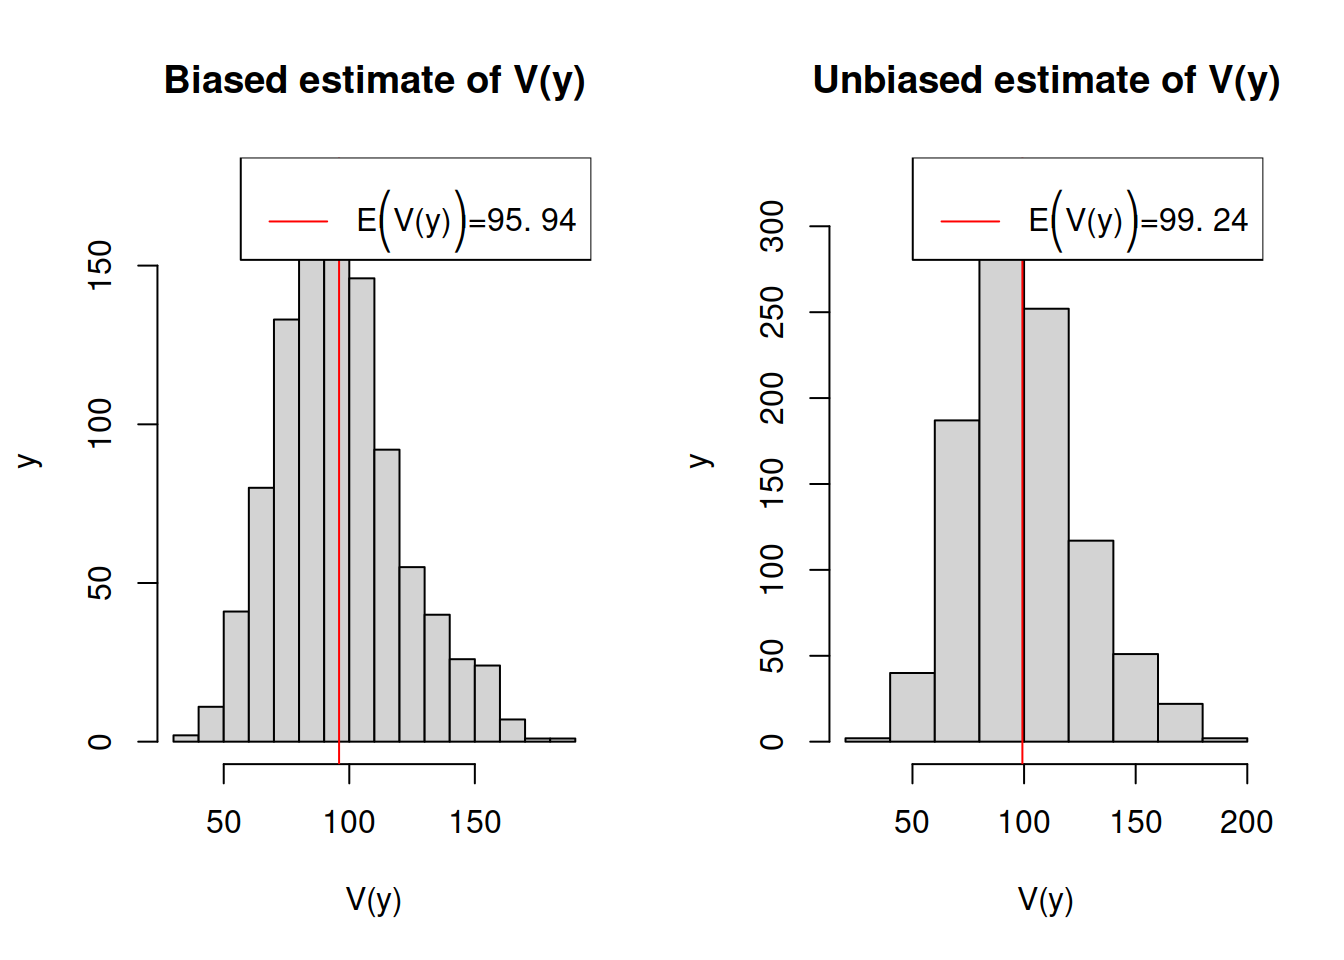 Biased estimate of V(y)
E(V(y))=95. 94
y
0
50
100
150
50 100 150
V(y)
Unbiased estimate of V(y)
E(V(y))=99. 24
y
0
50
100
150
200
250
300
50 100 150 200
V(y)